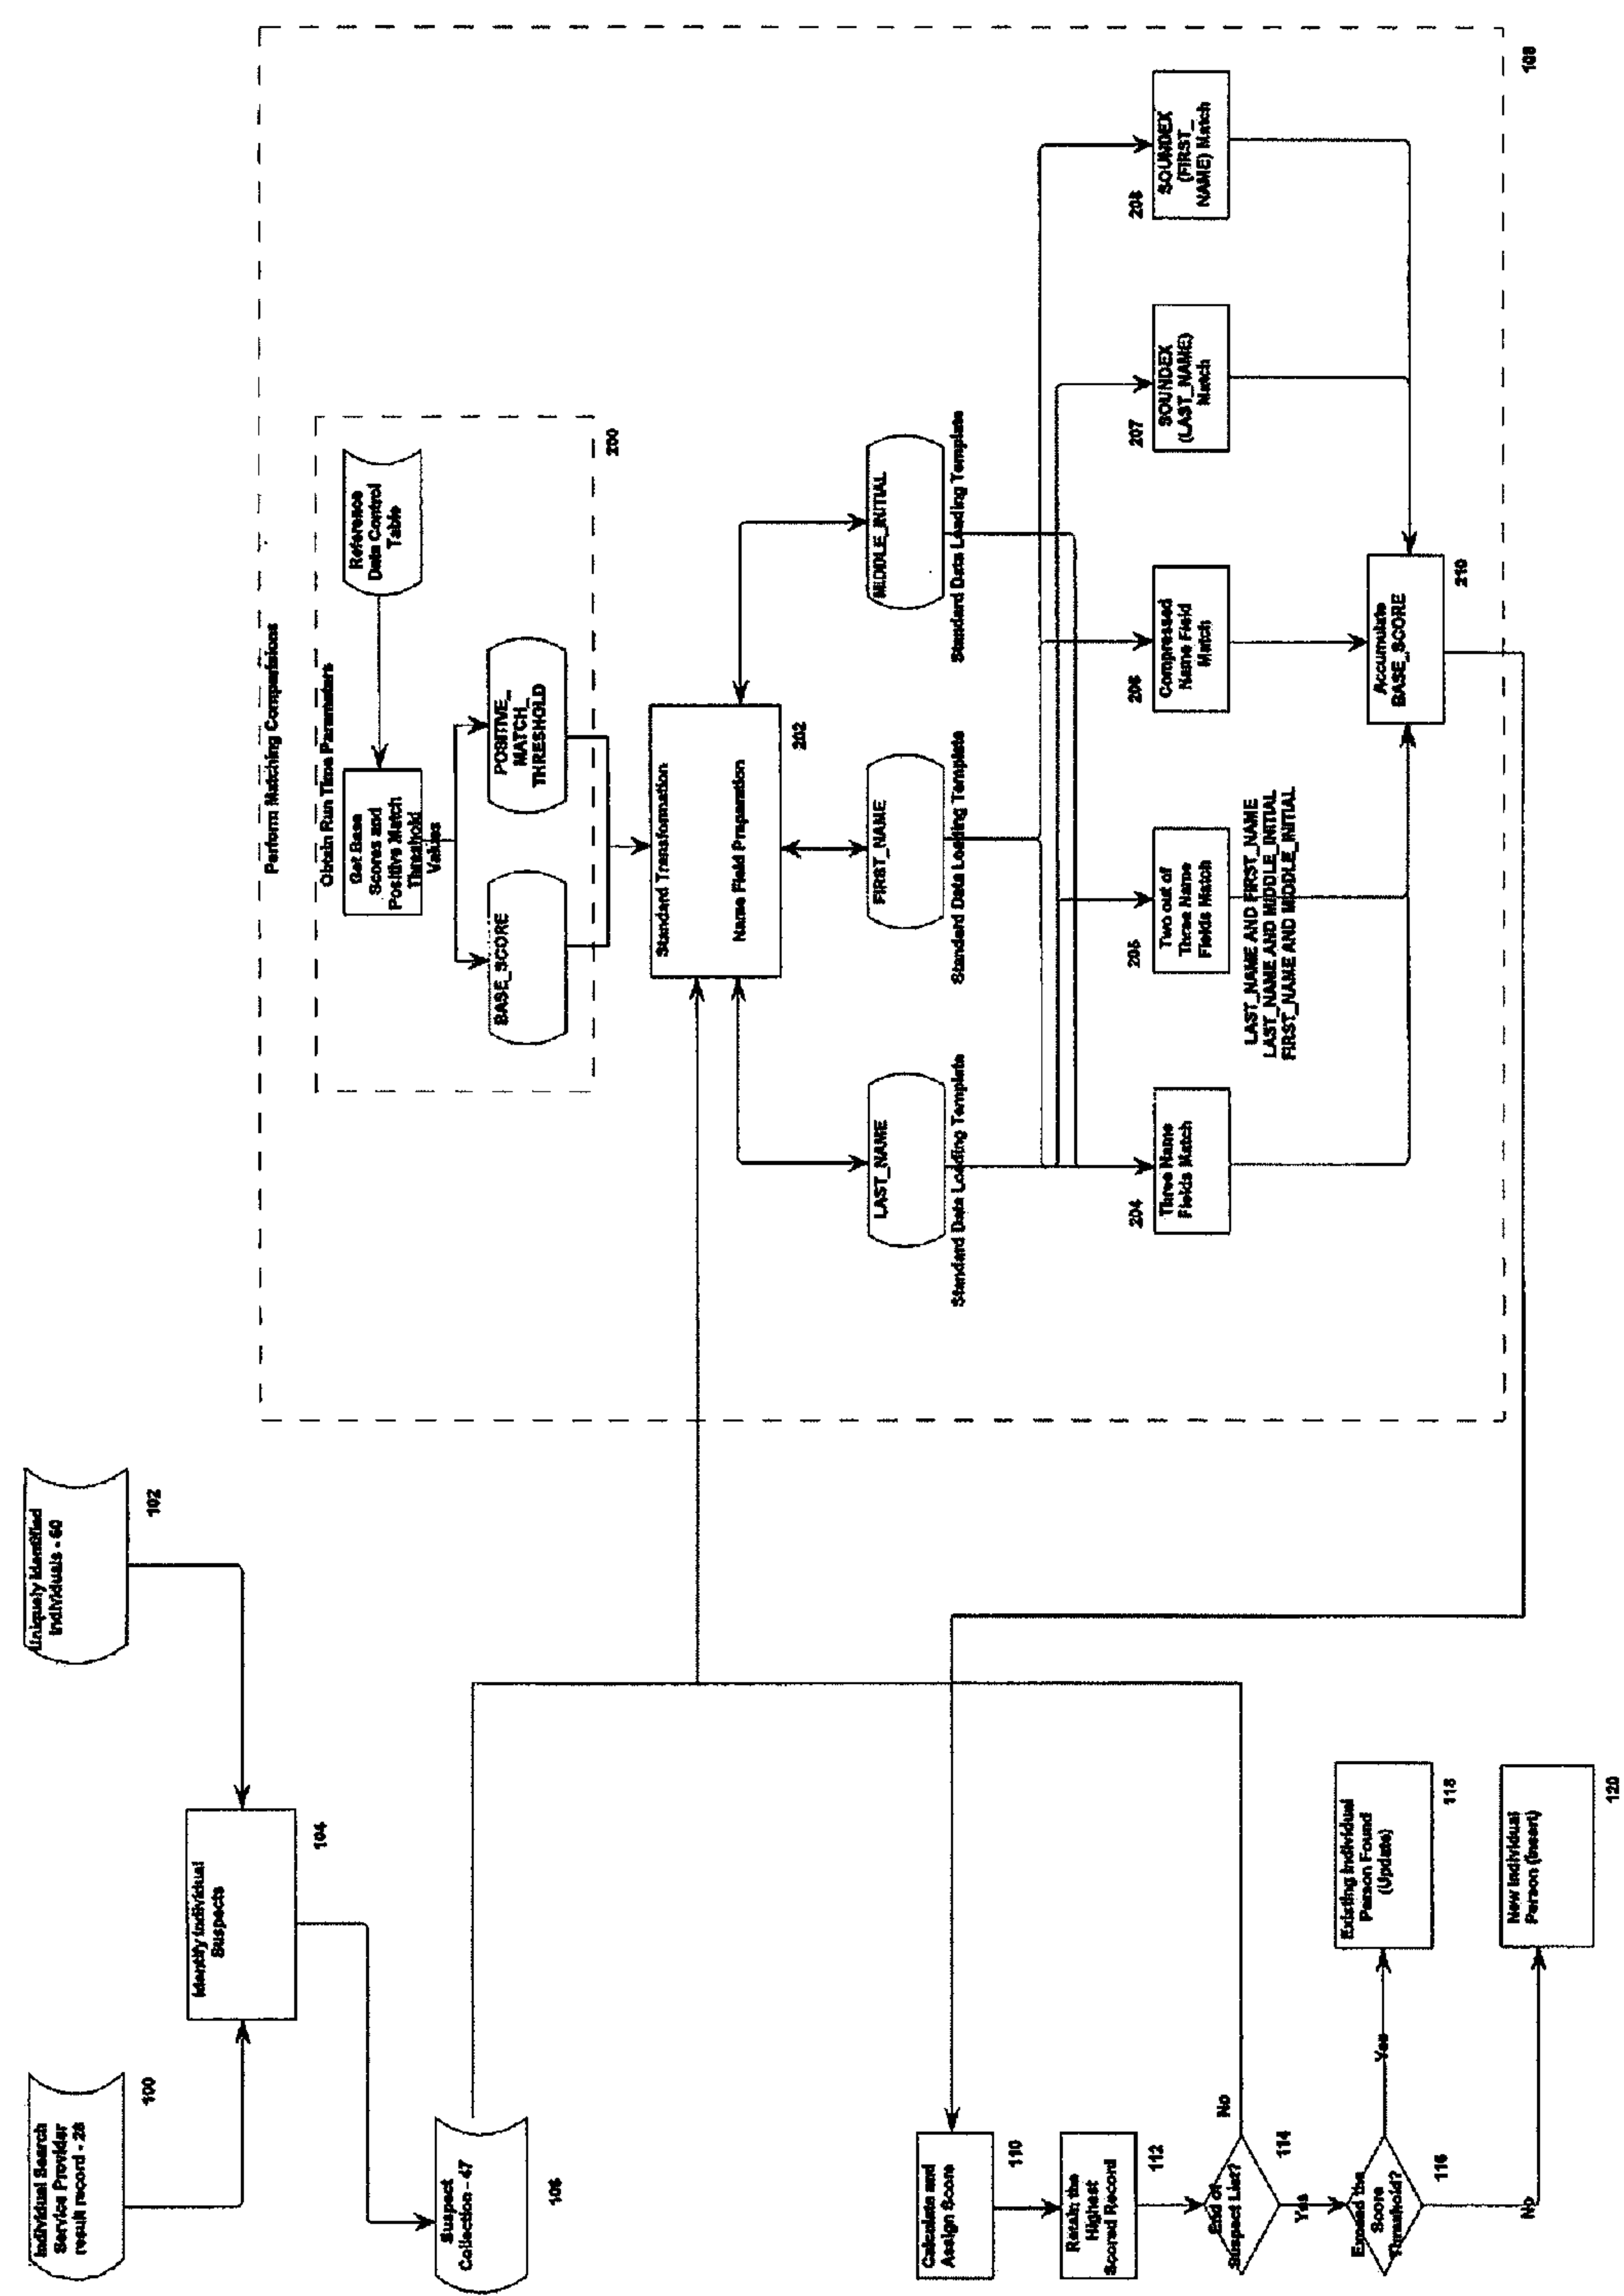 Individual Search
Service Provider
result record - 28
100
Uniquely Identified
Individuals - 60
102
Identify Individual
Suspects
104
Suspect
Collection - 47
106
Perform Matching Comparisions
108
Obtain Run Time Parameters
200
Reference
Data Control
Table
Get Base
Scores and
Positive Match
Threshold
Values
BASE_SCORE
POSITIVE_
MATCH_
THRESHOLD
Standard Transformation
Name Field Preparation
202
LAST_NAME
Standard Data Loading Template
FIRST_NAME
Standard Data Loading Template
MIDDLE_INITIAL
Standard Data Loading Template
204
Three Name
Fields Match
205
Two out of
Three Name
Fields Match
LAST_NAME AND FIRST_NAME
LAST_NAME AND MIDDLE_INITIAL
FIRST_NAME AND MIDDLE_INITIAL
206
Compressed
Name Field
Match
207
SOUNDEX
(LAST_NAME)
Match
208
SOUNDEX
(FIRST_
NAME) Match
Accumulate
BASE_SCORE
210
Calculate and
Assign Score
110
Retain the
Highest
Scored Record
112
End of
Suspect List?
114
No
Yes
Exceed the
Score
Threshold?
116
Yes
No
Existing Individual
Person Found
(Update)
118
New Individual
Person (Insert)
120